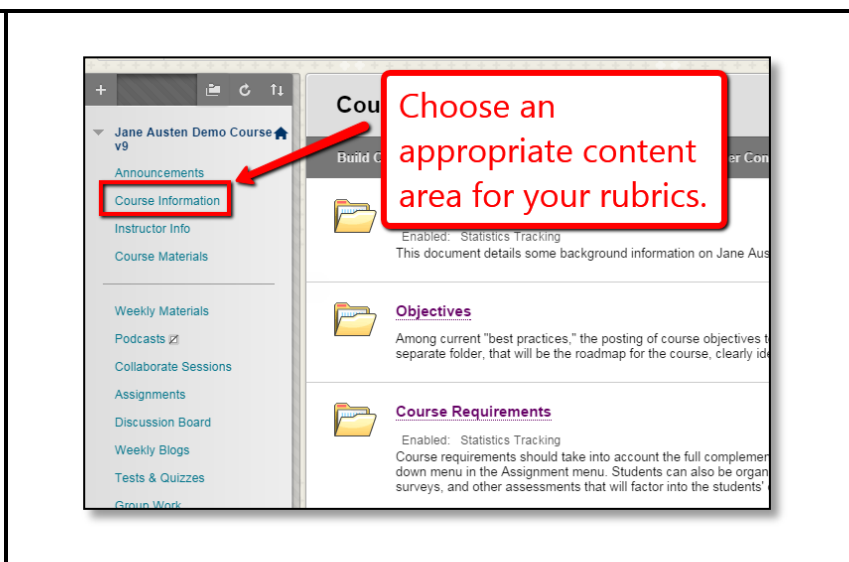 Jane Austen Demo Course
v9
Announcements
Course Information
Instructor Info
Course Materials
Weekly Materials
Podcasts
Collaborate Sessions
Assignments
Discussion Board
Weekly Blogs
Tests & Quizzes
Group Work
Cou
Build C
er Con
Choose an
appropriate content
area for your rubrics.
Enabled: Statistics Tracking
This document details some background information on Jane Aus
Objectives
Among current "best practices," the posting of course objectives t
separate folder, that will be the roadmap for the course, clearly ide
Course Requirements
Enabled: Statistics Tracking
Course requirements should take into account the full complemen
down menu in the Assignment menu. Students can also be organ
surveys, and other assessments that will factor into the students'